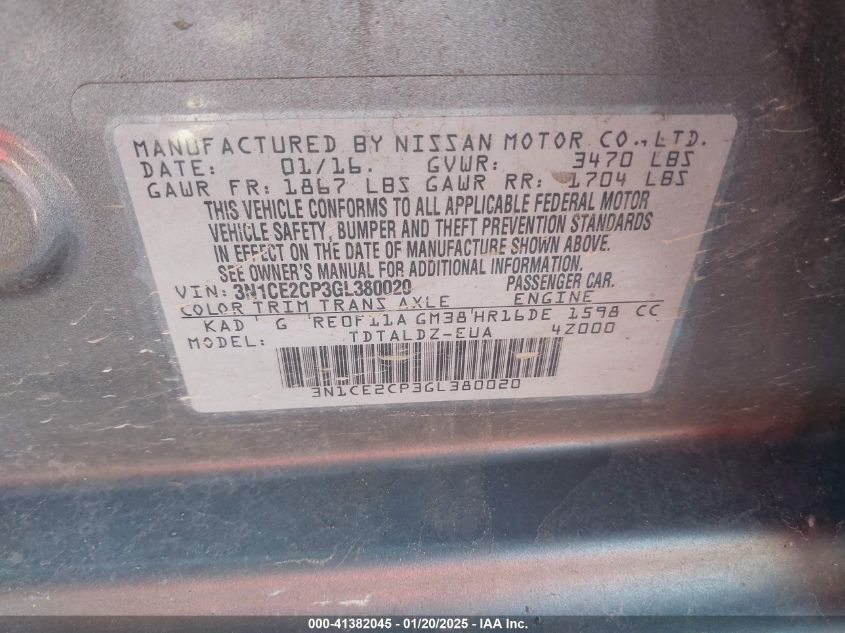 MANUFACTURED BY NISSAN MOTOR CO., LTD.
DATE: 01/16. GVWR: 3470 LBS
GAWR FR: 1867 LBS GAWR RR: 1704 LBS
THIS VEHICLE CONFORMS TO ALL APPLICABLE FEDERAL MOTOR
VEHICLE SAFETY, BUMPER AND THEFT PREVENTION STANDARDS
IN EFFECT ON THE DATE OF MANUFACTURE SHOWN ABOVE.
SEE OWNER'S MANUAL FOR ADDITIONAL INFORMATION.
VIN: 3N1CE2CP3GL380020 PASSENGER CAR.
COLOR TRIM TRANS AXLE ENGINE
KAD G RE0F11A GM38 HR16DE 1598 CC
MODEL: TDTALDZ-EUA 4Z000
3N1CE2CP3GL380020
000-41382045 - 01/20/2025 - IAA Inc.